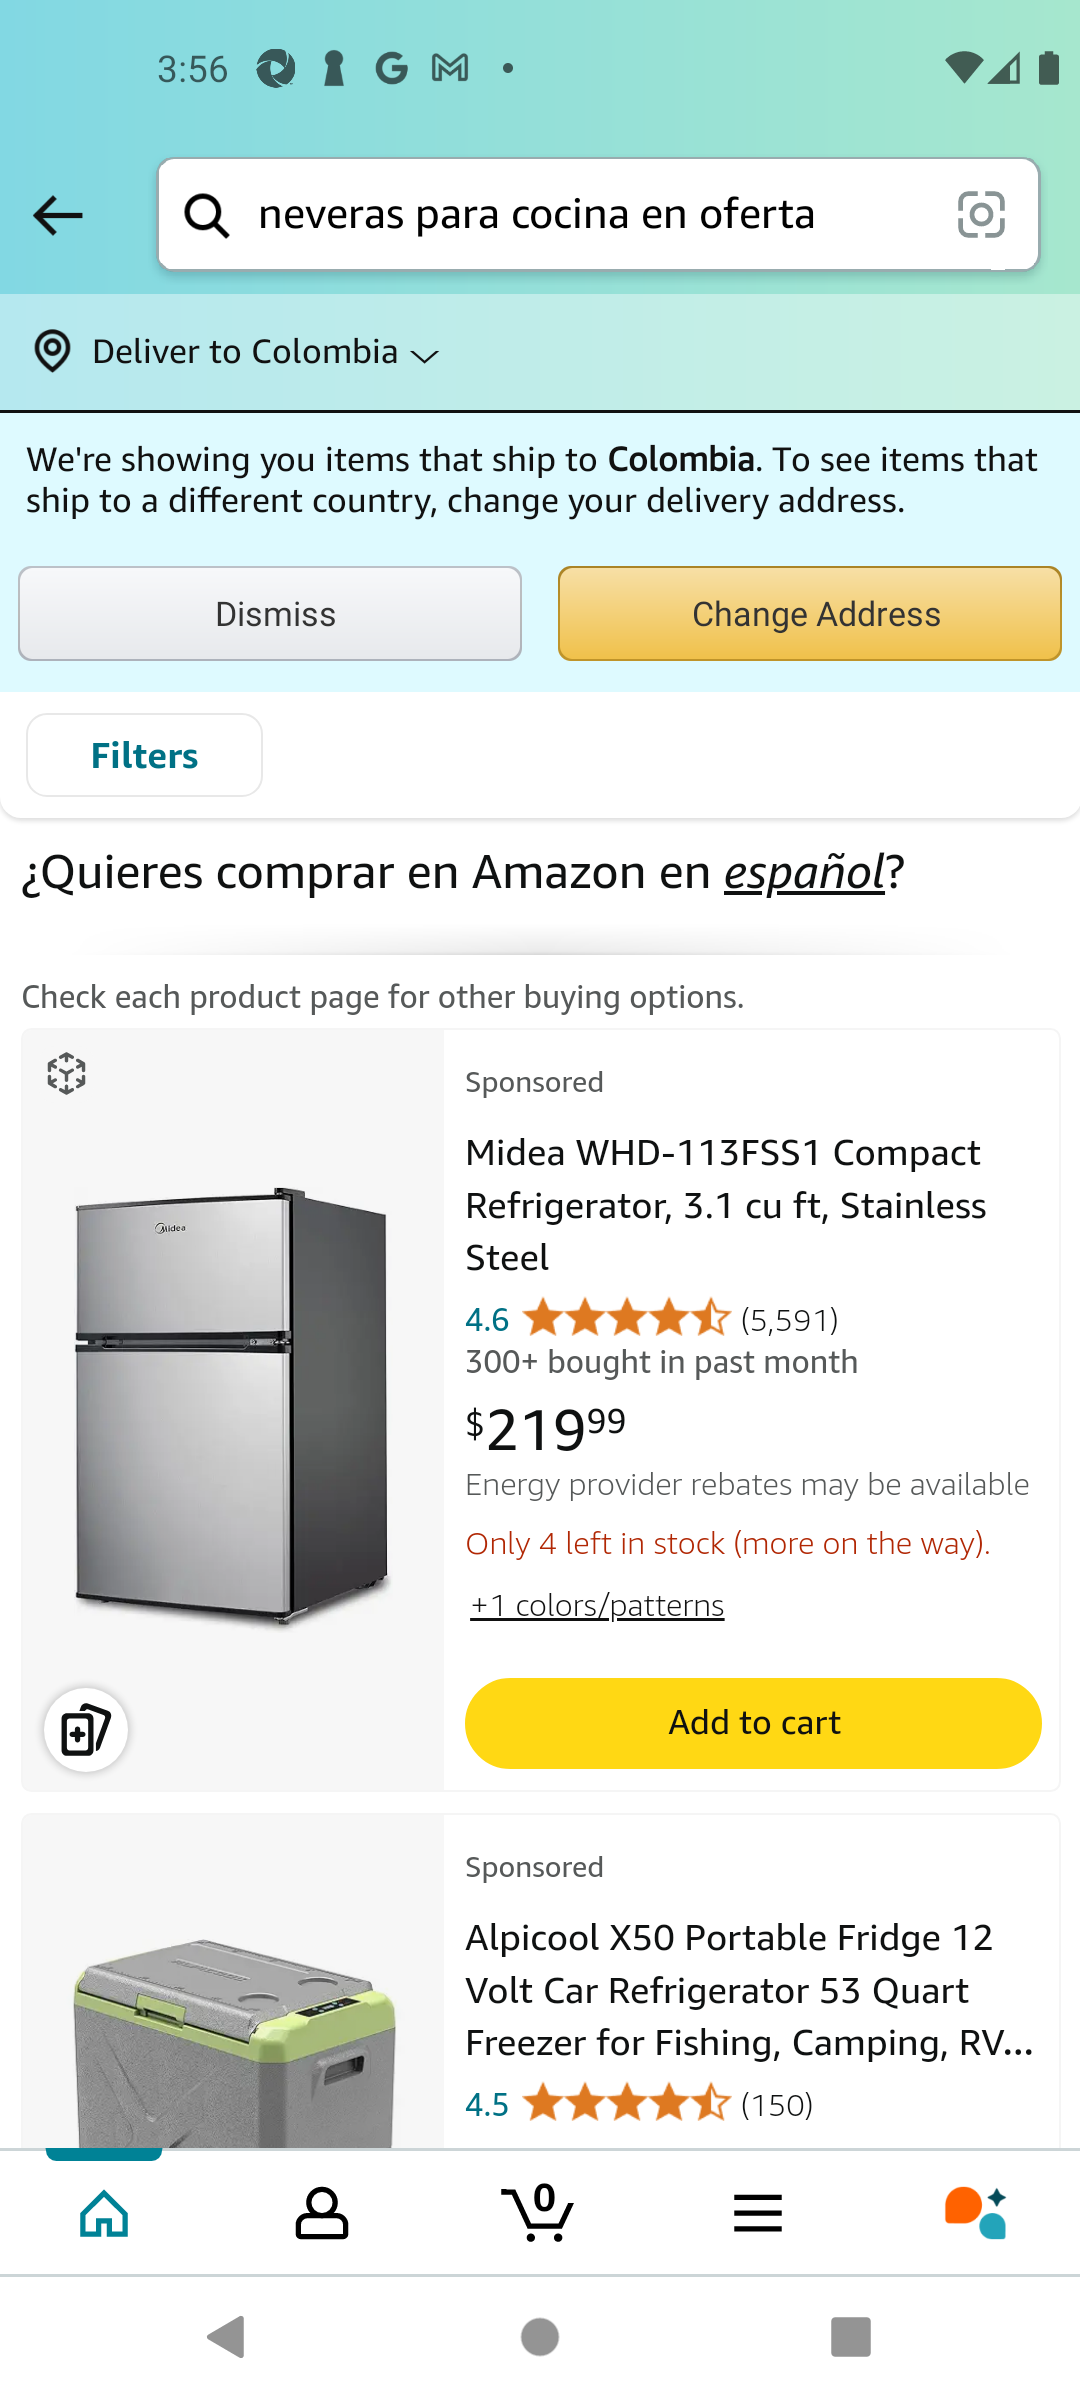 3:56
neveras para cocina en oferta
Deliver to Colombia
We're showing you items that ship to Colombia. To see items that
ship to a different country, change your delivery address.
Dismiss
Change Address
Filters
¿Quieres comprar en Amazon en español?
Check each product page for other buying options.
Midea
Sponsored
Midea WHD-113FSS1 Compact
Refrigerator, 3.1 cu ft, Stainless
Steel
4.6 (5,591)
300+ bought in past month
$219.99
Energy provider rebates may be available
Only 4 left in stock (more on the way).
+1 colors/patterns
Add to cart
Sponsored
Alpicool X50 Portable Fridge 12
Volt Car Refrigerator 53 Quart
Freezer for Fishing, Camping, RV...
4.5 (150)
0